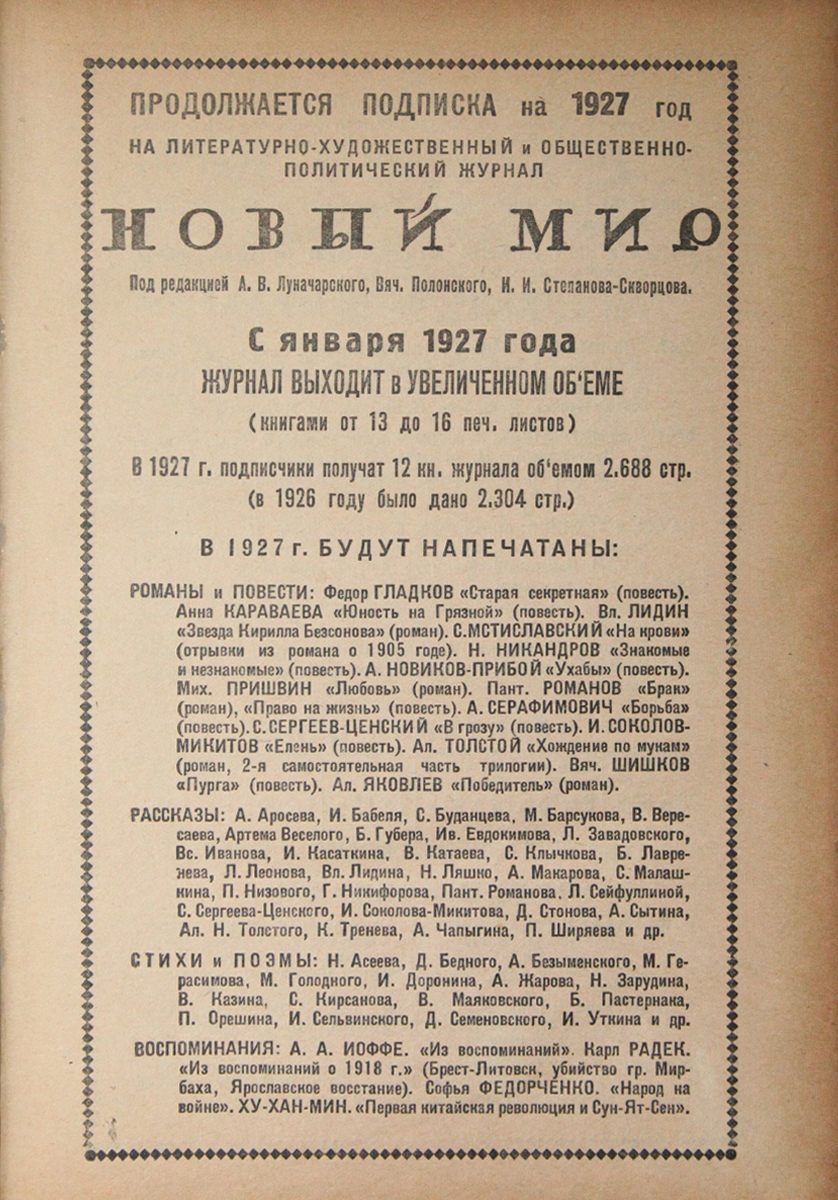 ПРОДОЛЖАЕТСЯ ПОДПИСКА на 1927 год
НА ЛИТЕРАТУРНО-ХУДОЖЕСТВЕННЫЙ и ОБЩЕСТВЕННО-
ПОЛИТИЧЕСКИЙ ЖУРНАЛ
НОВЫЙ МИР
Под редакцией А. В. Луначарского, Вяч. Полонского, И. И. Степанова-Скворцова.
С января 1927 года
ЖУРНАЛ ВЫХОДИТ в УВЕЛИЧЕННОМ ОБ‘ЕМЕ
(книгами от 13 до 16 печ. листов)
В 1927 г. подписчики получат 12 кн. журнала об‘емом 2.688 стр.
(в 1926 году было дано 2.304 стр.)
В 1927 г. БУДУТ НАПЕЧАТАНЫ:
РОМАНЫ и ПОВЕСТИ: Федор ГЛАДКОВ «Старая секретная» (повесть).
Анна КАРАВАЕВА «Юность на Грязной» (повесть). Вл. ЛИДИН
«Звезда Кирилла Безсонова» (роман). С. МСТИСЛАВСКИЙ «На крови»
(отрывки из романа о 1905 годе). Н. НИКАНДРОВ «Знакомые
и незнакомые» (повесть). А. НОВИКОВ-ПРИБОЙ «Ухабы» (повесть).
Мих. ПРИШВИН «Любовь» (роман). Пант. РОМАНОВ «Брак»
(роман), «Право на жизнь» (повесть). А. СЕРАФИМОВИЧ «Борьба»
(повесть). С. СЕРГЕЕВ-ЦЕНСКИЙ «В грозу» (повесть). И. СОКОЛОВ-
МИКИТОВ «Елень» (повесть). Ал. ТОЛСТОЙ «Хождение по мукам»
(роман, 2-я самостоятельная часть трилогии). Вяч. ШИШКОВ
«Пурга» (повесть). Ал. ЯКОВЛЕВ «Победитель» (роман).
РАССКАЗЫ: А. Аросева, И. Бабеля, С. Буданцева, М. Барсукова, В. Вере-
саева, Артема Веселого, Б. Губера, Ив. Евдокимова, Л. Завадовского,
Вс. Иванова, И. Касаткина, В. Катаева, С. Клычкова, Б. Лавре-
нева, Л. Леонова, Вл. Лидина, Н. Ляшко, А. Макарова, С. Малаш-
кина, П. Низового, Г. Никифорова, Пант. Романова. Л. Сейфуллиной,
С. Сергеева-Ценского, И. Соколова-Микитова, Д. Стонова, А. Сытина,
Ал. Н. Толстого, К. Тренева, А. Чапыгина, П. Ширяева и др.
СТИХИ и ПОЭМЫ: Н. Асеева, Д. Бедного, А. Безыменского, М. Ге-
расимова, М. Голодного, И. Доронина, А. Жарова, Н. Зарудина,
В. Казина, С. Кирсанова, В. Маяковского, Б. Пастернака,
П. Орешина, И. Сельвинского, Д. Семеновского, И. Уткина и др.
ВОСПОМИНАНИЯ: А. А. ИОФФЕ. «Из воспоминаний». Карл РАДЕК.
«Из воспоминаний о 1918 г.» (Брест-Литовск, убийство гр. Мир-
баха, Ярославское восстание). Софья ФЕДОРЧЕНКО. «Народ на
войне». ХУ-ХАН-МИН. «Первая китайская революция и Сун-Ят-Сен».